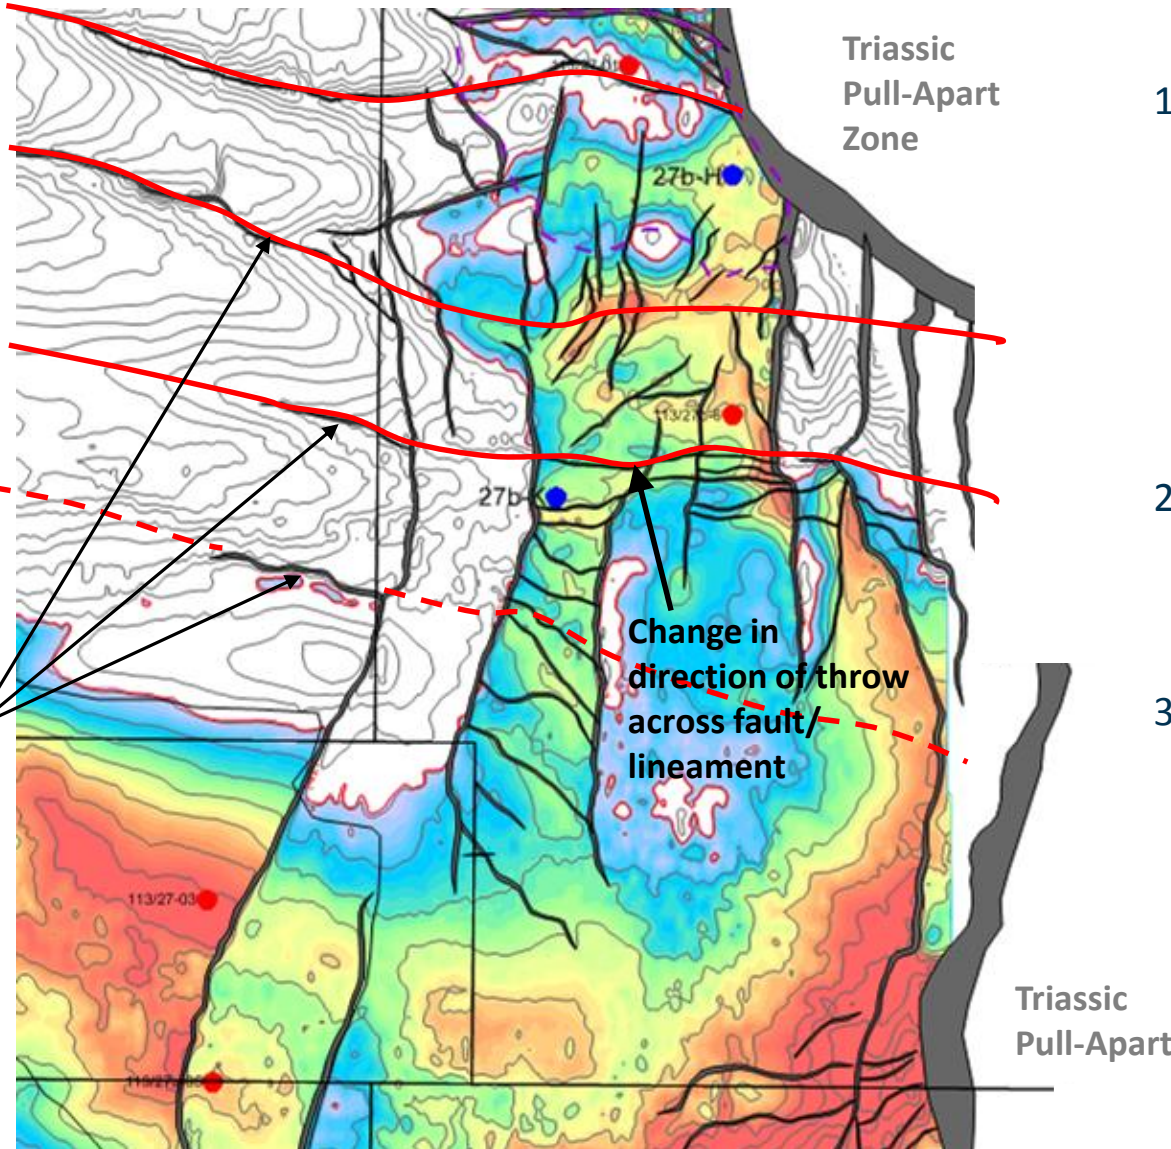 Triassic
Pull-Apart
Zone
1
27b-H
2
27b-K
Change in
direction of throw
across fault/
lineament
3
113/27-03
Triassic
Pull-Apart